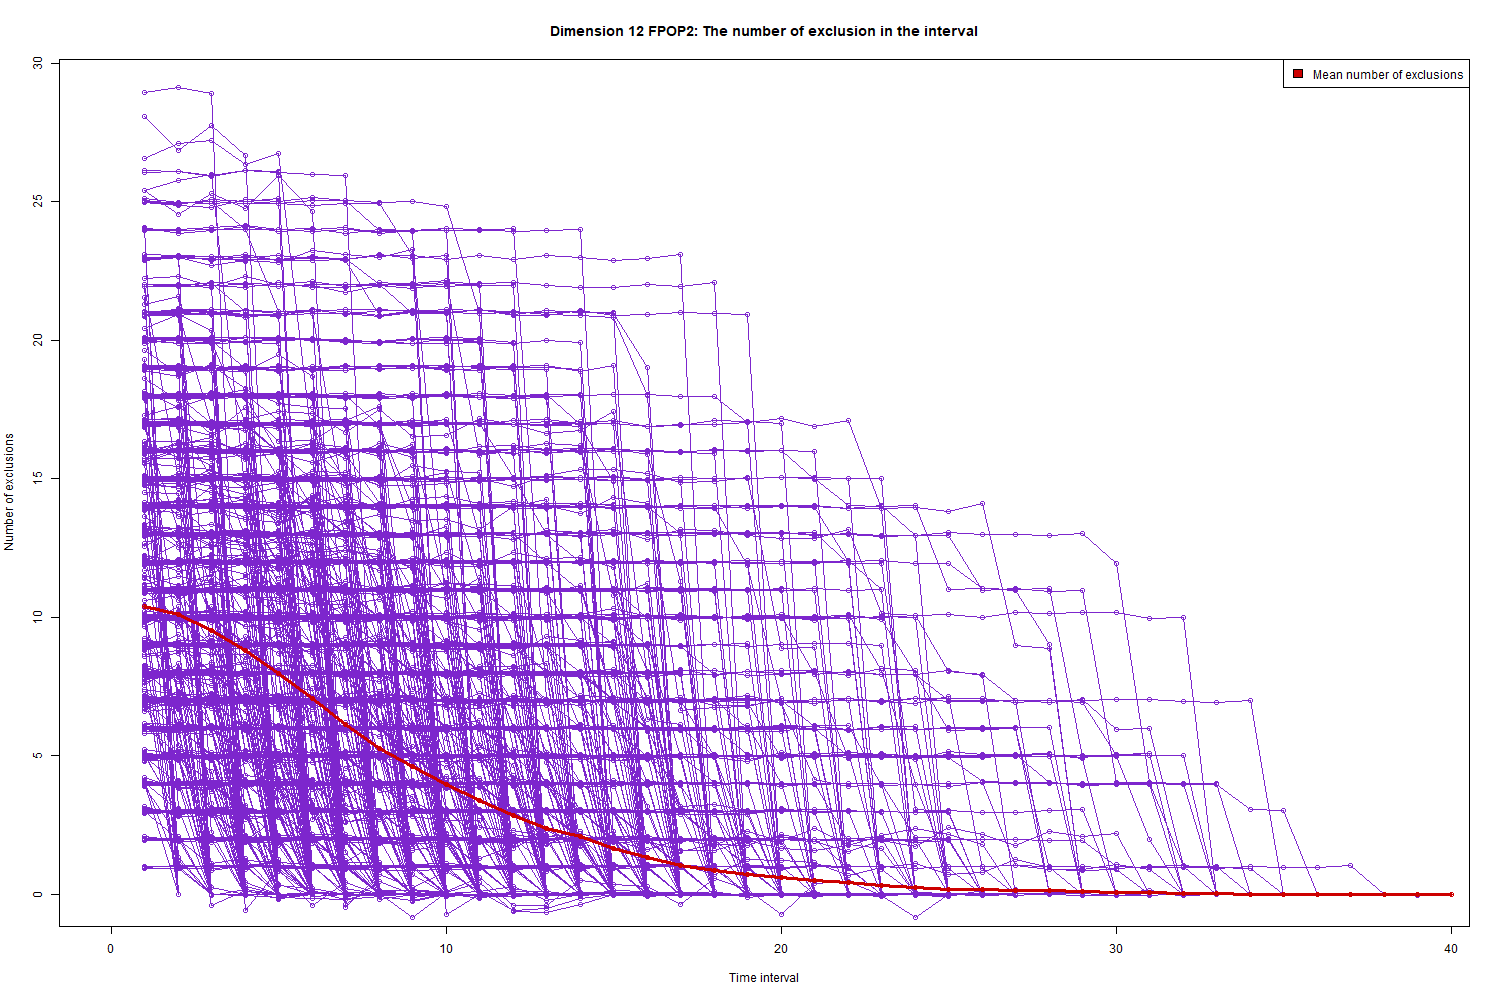 Dimension 12 FPOP2: The number of exclusion in the interval
Mean number of exclusions
Number of exclusions
30
25
20
15
10
5
0
0 10 20 30 40
Time interval